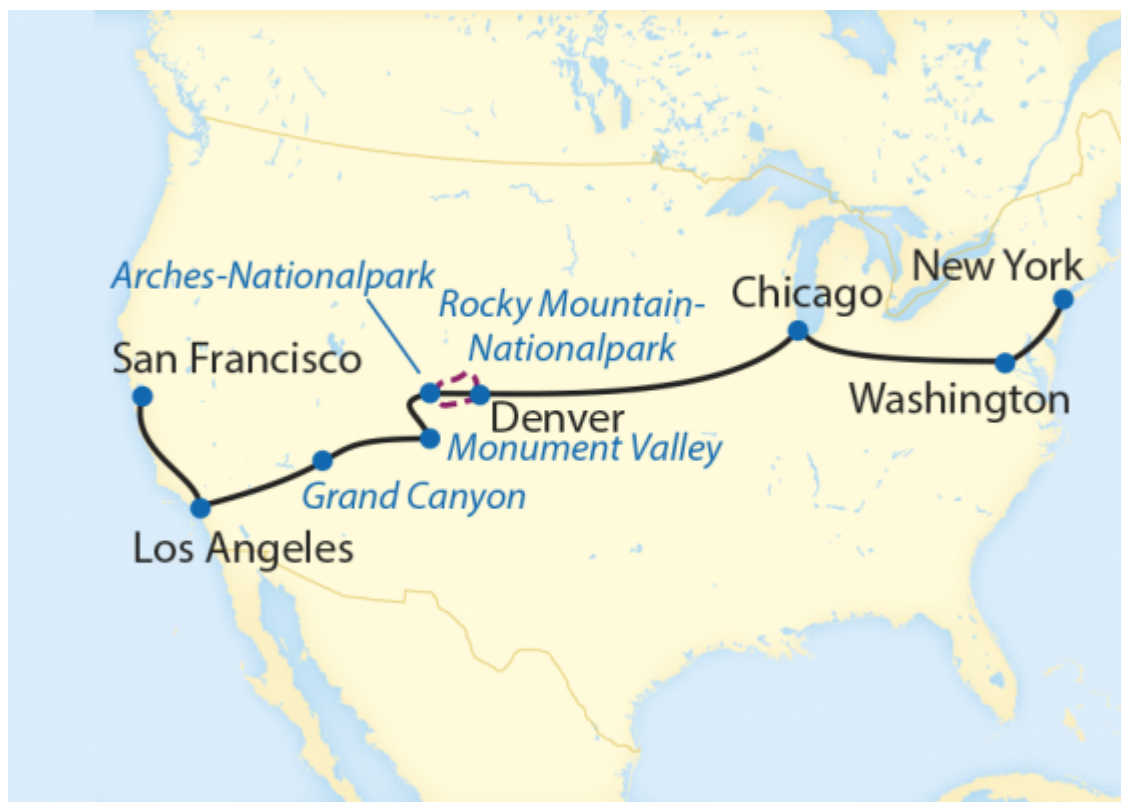 New York
Arches-Nationalpark
Chicago
Rocky Mountain-
Nationalpark
San Francisco
Washington
Denver
Monument Valley
Grand Canyon
Los Angeles